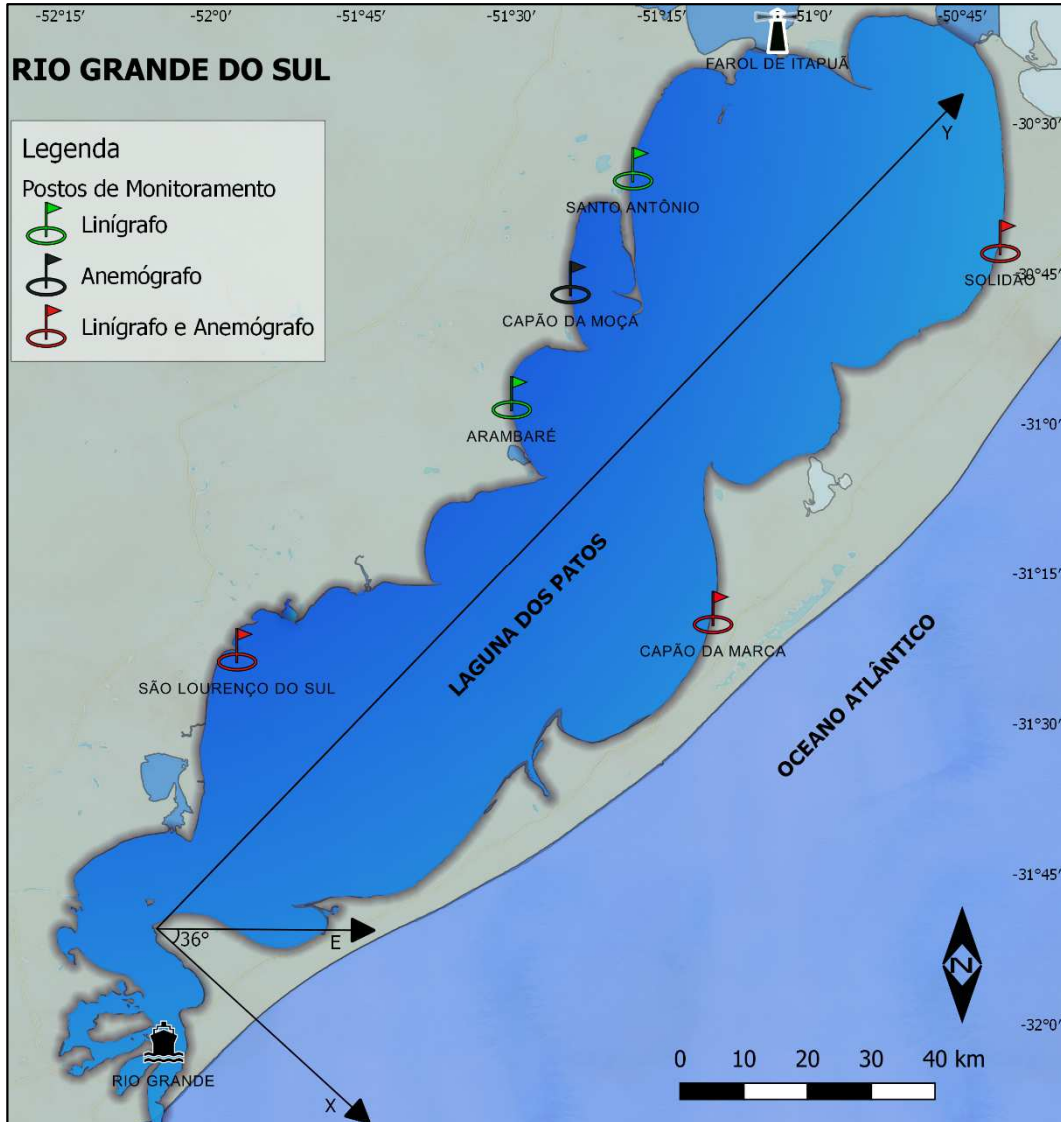 -52°15'
-52°0'
-51°45'
-51°30'
-51°15'
-51°0'
-50°45'
RIO GRANDE DO SUL
FAROL DE ITAPUÃ
Legenda
Postos de Monitoramento
Linígrafo
Anemógrafo
Linígrafo e Anemógrafo
Y
-30°30'
SANTO ANTÔNIO
SOLIDÃO
-30°45'
CAPÃO DA MOÇA
ARAMBARÉ
-31°0'
-31°15'
LAGUNA DOS PATOS
CAPÃO DA MARCA
SÃO LOURENÇO DO SUL
OCEANO ATLÂNTICO
-31°30'
-31°45'
36°
E
N
-32°0'
RIO GRANDE
X
0 10 20 30 40 km